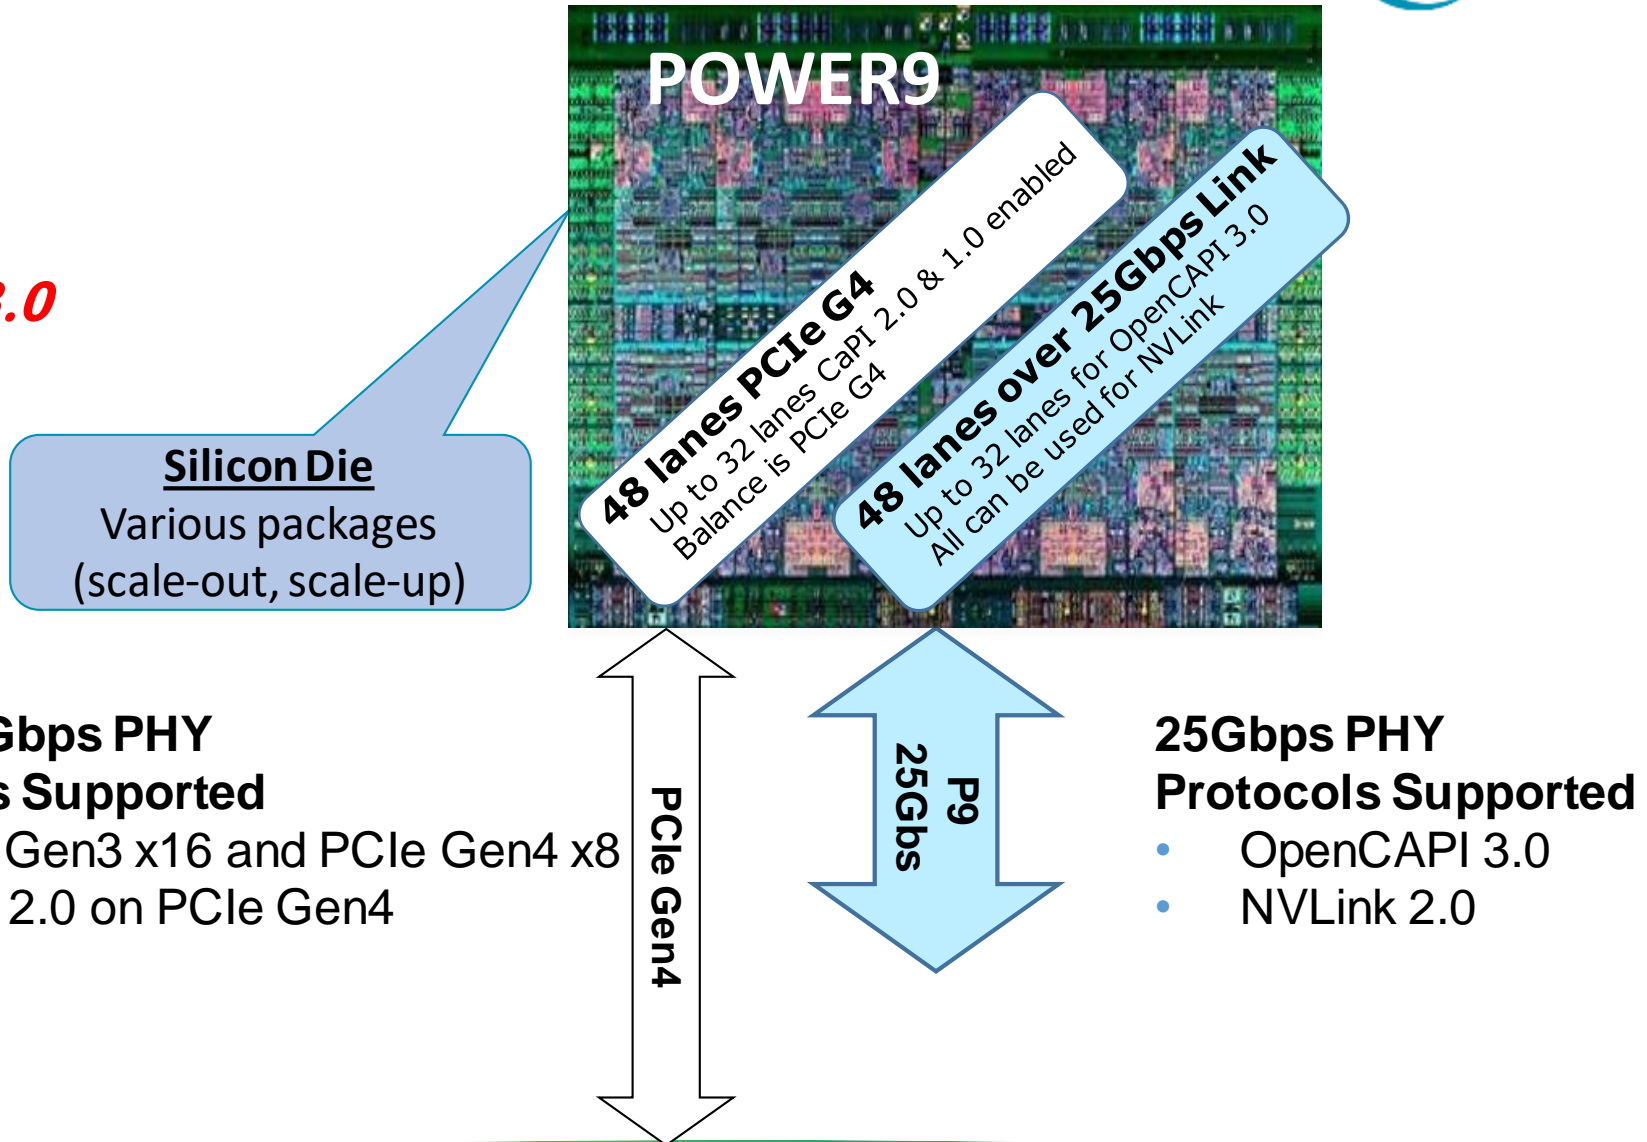 POWER9
48 lanes PCIe G4
Up to 32 lanes CaPI 2.0 & 1.0 enabled
Balance is PCIe G4
48 lanes over 25Gbps Link
Up to 32 lanes for OpenCAPI 3.0
All can be used for NVLink
3.0
Silicon Die
Various packages
(scale-out, scale-up)
Gbps PHY
s Supported
Gen3 x16 and PCIe Gen4 x8
2.0 on PCIe Gen4
PCIe Gen4
P9
25Gbs
25Gbps PHY
Protocols Supported
• OpenCAPI 3.0
• NVLink 2.0